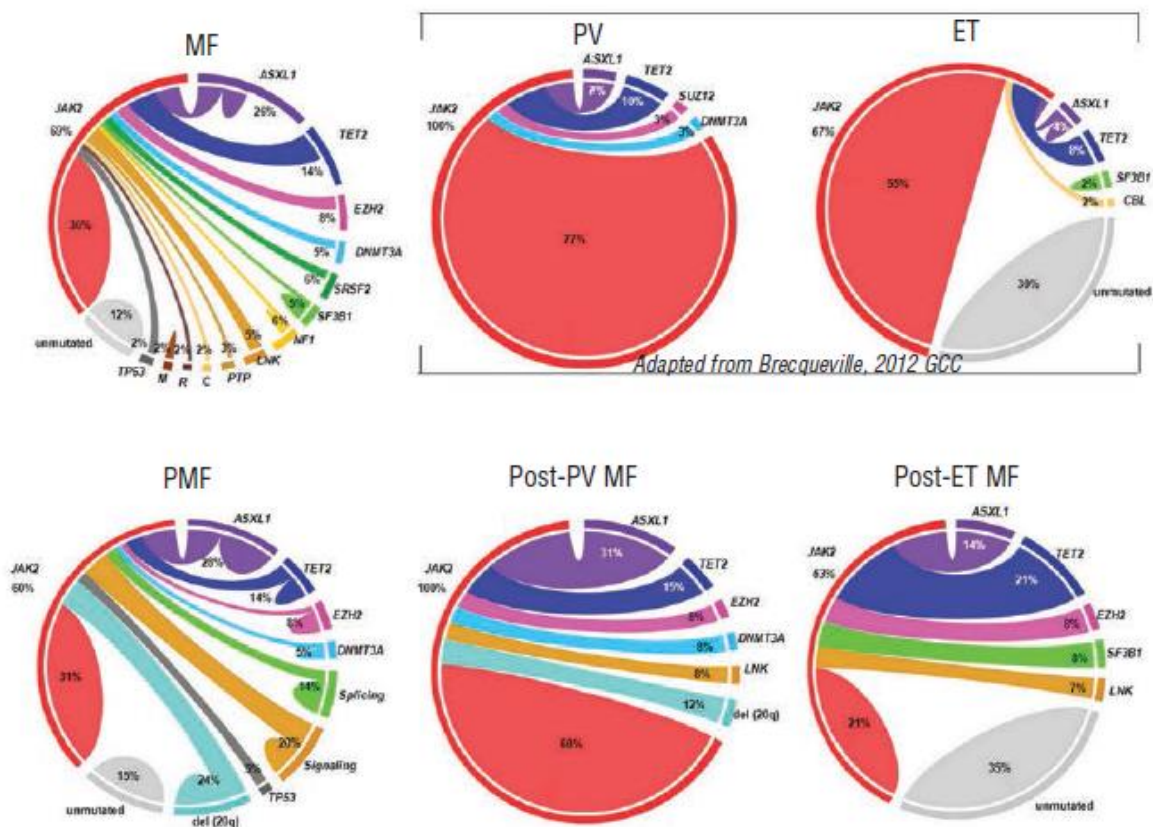 MF
ASXL1
JAK2
69%
26%
TET2
14%
30%
EZH2
8%
DNMT3A
5%
SRSF2
6%
SF3B1
5%
NF1
6%
LNK
5%
PTP
3%
C
2%
R
2%
M
2%
TP53
2%
unmutated
12%
PV
ASXL1
TET2
10%
SUZ12
3%
DNMT3A
3%
JAK2
100%
77%
ET
JAK2
67%
ASXL1
4%
TET2
8%
SF3B1
2%
CBL
2%
55%
30%
unmutated
Adapted from Brecqueville, 2012 GCC
PMF
ASXL1
28%
JAK2
60%
TET2
14%
EZH2
8%
DNMT3A
5%
Splicing
14%
Signaling
20%
TP53
5%
del (20q)
24%
unmutated
15%
31%
Post-PV MF
ASXL1
31%
JAK2
100%
TET2
15%
EZH2
8%
DNMT3A
8%
LNK
8%
del (20q)
12%
Post-ET MF
ASXL1
14%
JAK2
63%
TET2
21%
EZH2
8%
SF3B1
8%
LNK
7%
21%
35%
unmutated